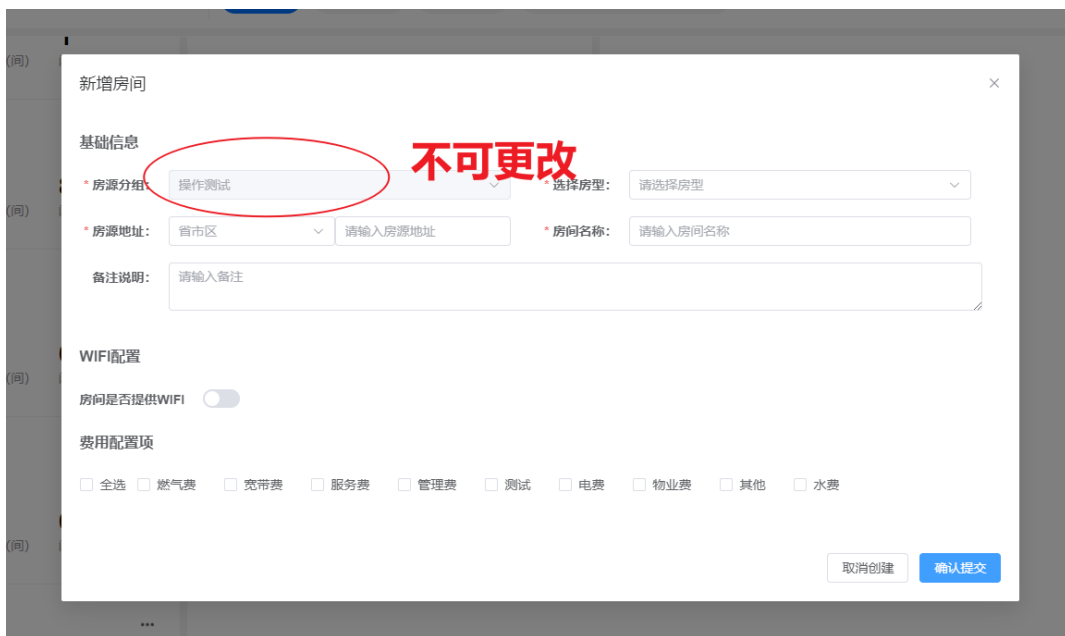 (间)
新增房间
基础信息
不可更改
* 房源分组: 操作测试 * 选择房型: 请选择房型
(间)
* 房源地址: 省市区 请输入房源地址 * 房间名称: 请输入房间名称
备注说明: 请输入备注
WIFI配置
(间)
房间是否提供WIFI
费用配置项
全选 燃气费 宽带费 服务费 管理费 测试 电费 物业费 其他 水费
(间)
取消创建 确认提交